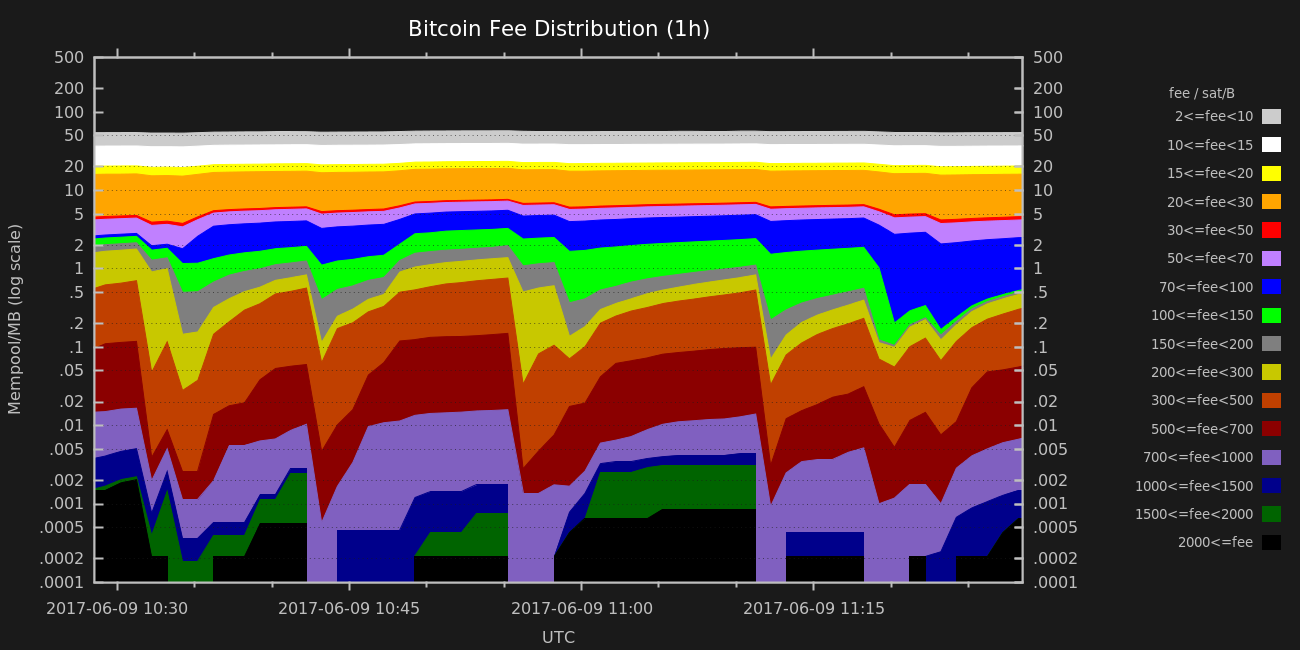 Bitcoin Fee Distribution (1h)
500 500
200 200
100 100
50 50
20 20
10 10
5 5
2 2
1 1
.5 .5
.2 .2
.1 .1
.05 .05
.02 .02
.01 .01
.005 .005
.002 .002
.001 .001
.0005 .0005
.0002 .0002
.0001 .0001
Mempool/MB (log scale)
2017-06-09 10:30 2017-06-09 10:45 2017-06-09 11:00 2017-06-09 11:15
UTC
fee / sat/B
2<=fee<10
10<=fee<15
15<=fee<20
20<=fee<30
30<=fee<50
50<=fee<70
70<=fee<100
100<=fee<150
150<=fee<200
200<=fee<300
300<=fee<500
500<=fee<700
700<=fee<1000
1000<=fee<1500
1500<=fee<2000
2000<=fee